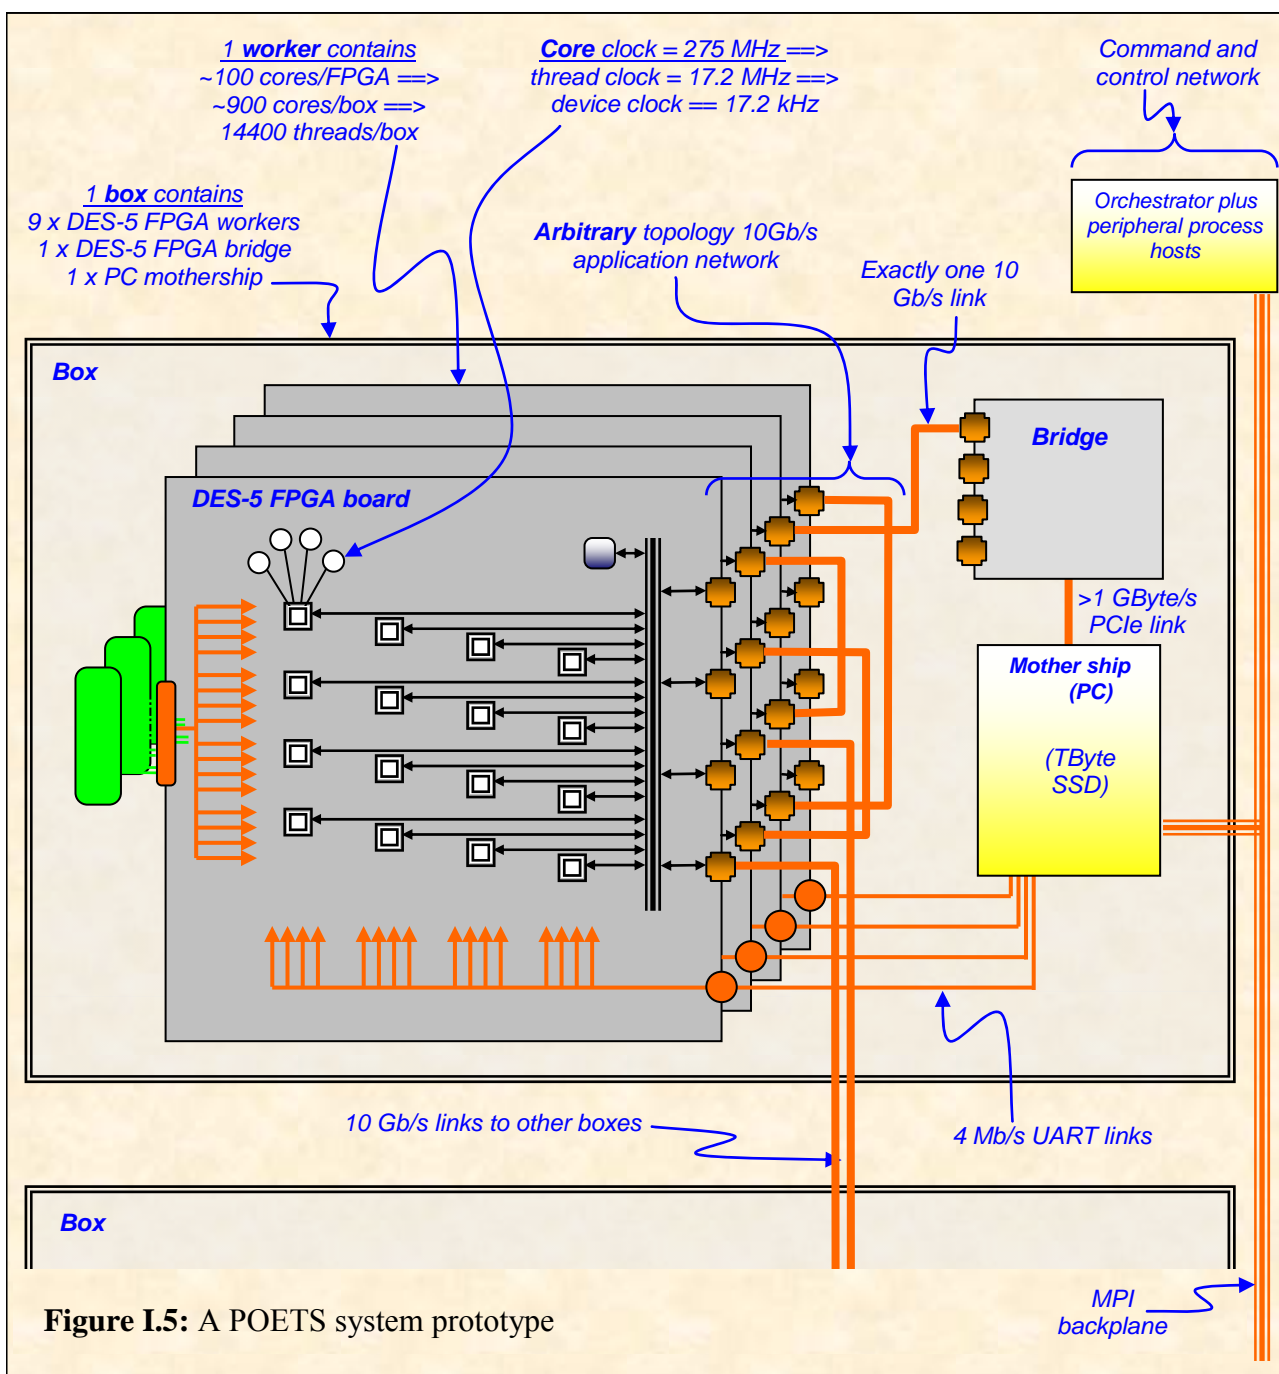 1 worker contains
~100 cores/FPGA ==>
~900 cores/box ==>
14400 threads/box
Core clock = 275 MHz ==>
thread clock = 17.2 MHz ==>
device clock == 17.2 kHz
Command and
control network
1 box contains
9 x DES-5 FPGA workers
1 x DES-5 FPGA bridge
1 x PC mothership
Arbitrary topology 10Gb/s
application network
Exactly one 10
Gb/s link
Orchestrator plus
peripheral process
hosts
Box
Bridge
DES-5 FPGA board
>1 GByte/s
PCIe link
Mother ship
(PC)
(TByte
SSD)
10 Gb/s links to other boxes
4 Mb/s UART links
Box
MPI
backplane
Figure I.5: A POETS system prototype